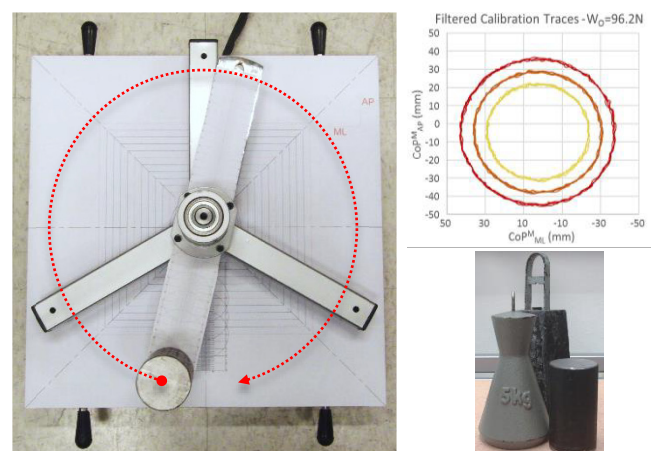 AP
ML
Filtered Calibration Traces -W₀=96.2N
50
40
30
20
10
0
-10
-20
-30
-40
-50
CoPᴹAP (mm)
50 30 10 -10 -30 -50
CoPᴹML (mm)
5kg